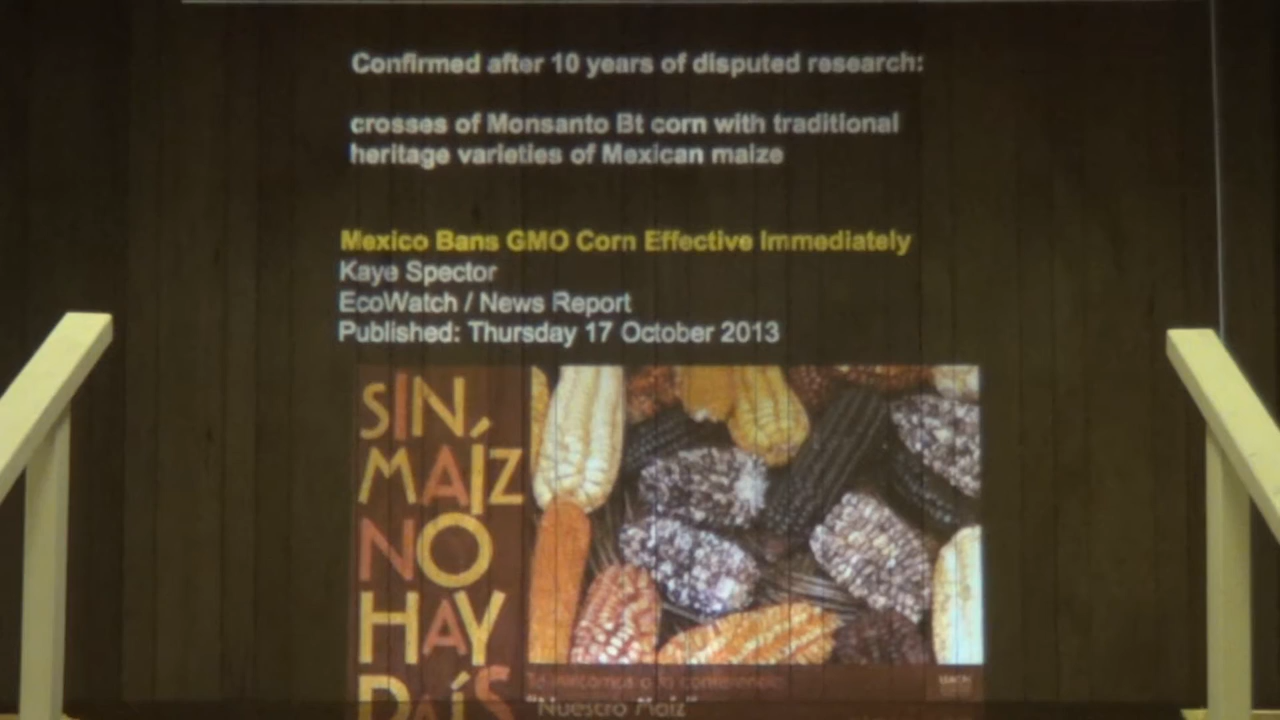 Confirmed after 10 years of disputed research:
crosses of Monsanto Bt corn with traditional
heritage varieties of Mexican maize
Mexico Bans GMO Corn Effective Immediately
Kaye Spector
EcoWatch / News Report
Published: Thursday 17 October 2013
SIN
MAÍZ
NO
HAY
PAÍS
"Nuestro Maíz"